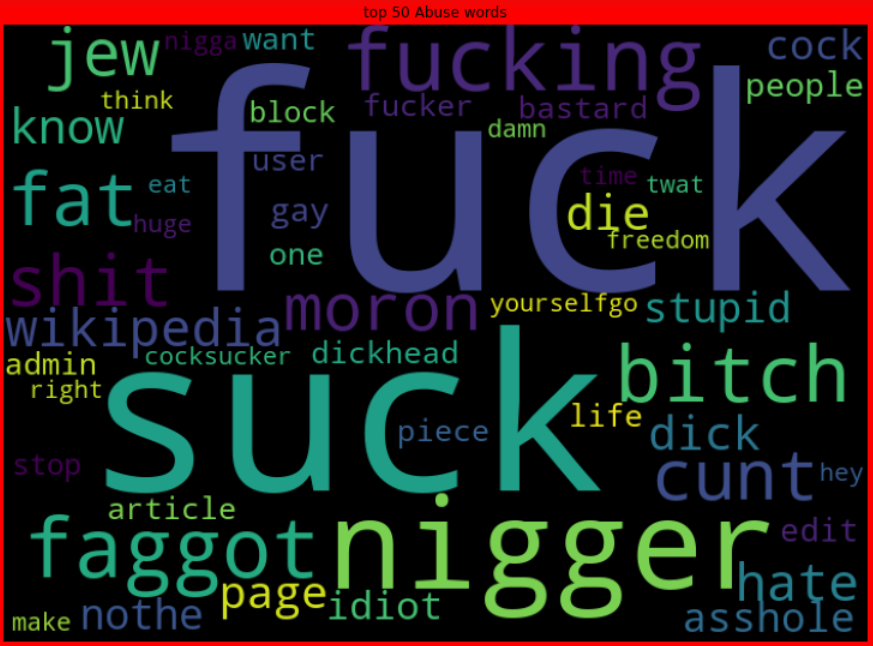 top 50 Abuse words
jew nigga want fucking cock
think people
know block fucker bastard
damn
fuck
user
fat eat time twat
huge gay die
one freedom
shit
wikipedia moron yourselfgo stupid
admin cocksucker dickhead
right bitch
suck
piece life dick
stop cunt hey
article
faggot nigger edit
page idiot hate
make nothe asshole